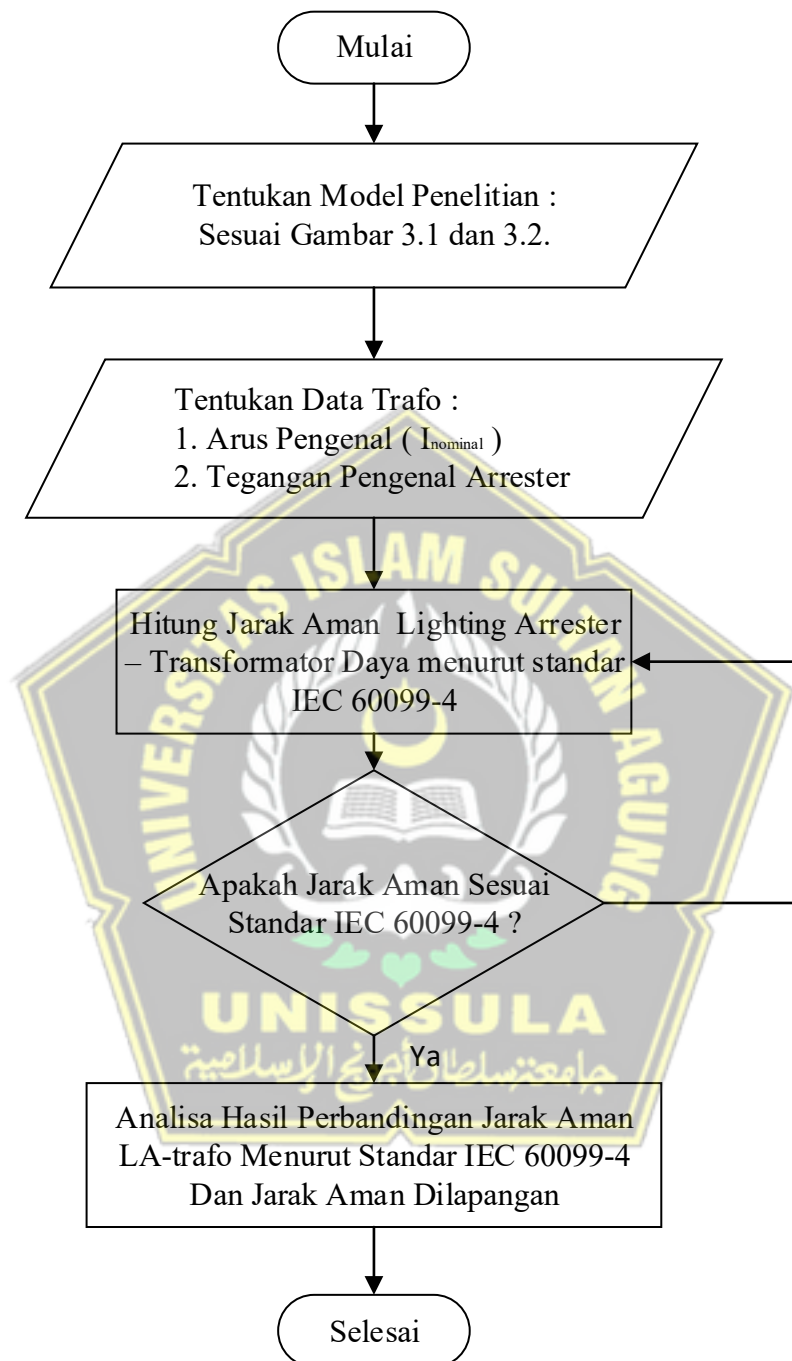 Mulai
Tentukan Model Penelitian :
Sesuai Gambar 3.1 dan 3.2.
Tentukan Data Trafo :
1. Arus Pengenal ( Inominal )
2. Tegangan Pengenal Arrester
UNIVERSITAS ISLAM SULTAN AGUNG
Hitung Jarak Aman Lighting Arrester
– Transformator Daya menurut standar
IEC 60099-4
Apakah Jarak Aman Sesuai
Standar IEC 60099-4 ?
UNISSULA
جامعتنسلطان أجونج الإسلامية
Ya
Analisa Hasil Perbandingan Jarak Aman
LA-trafo Menurut Standar IEC 60099-4
Dan Jarak Aman Dilapangan
Selesai